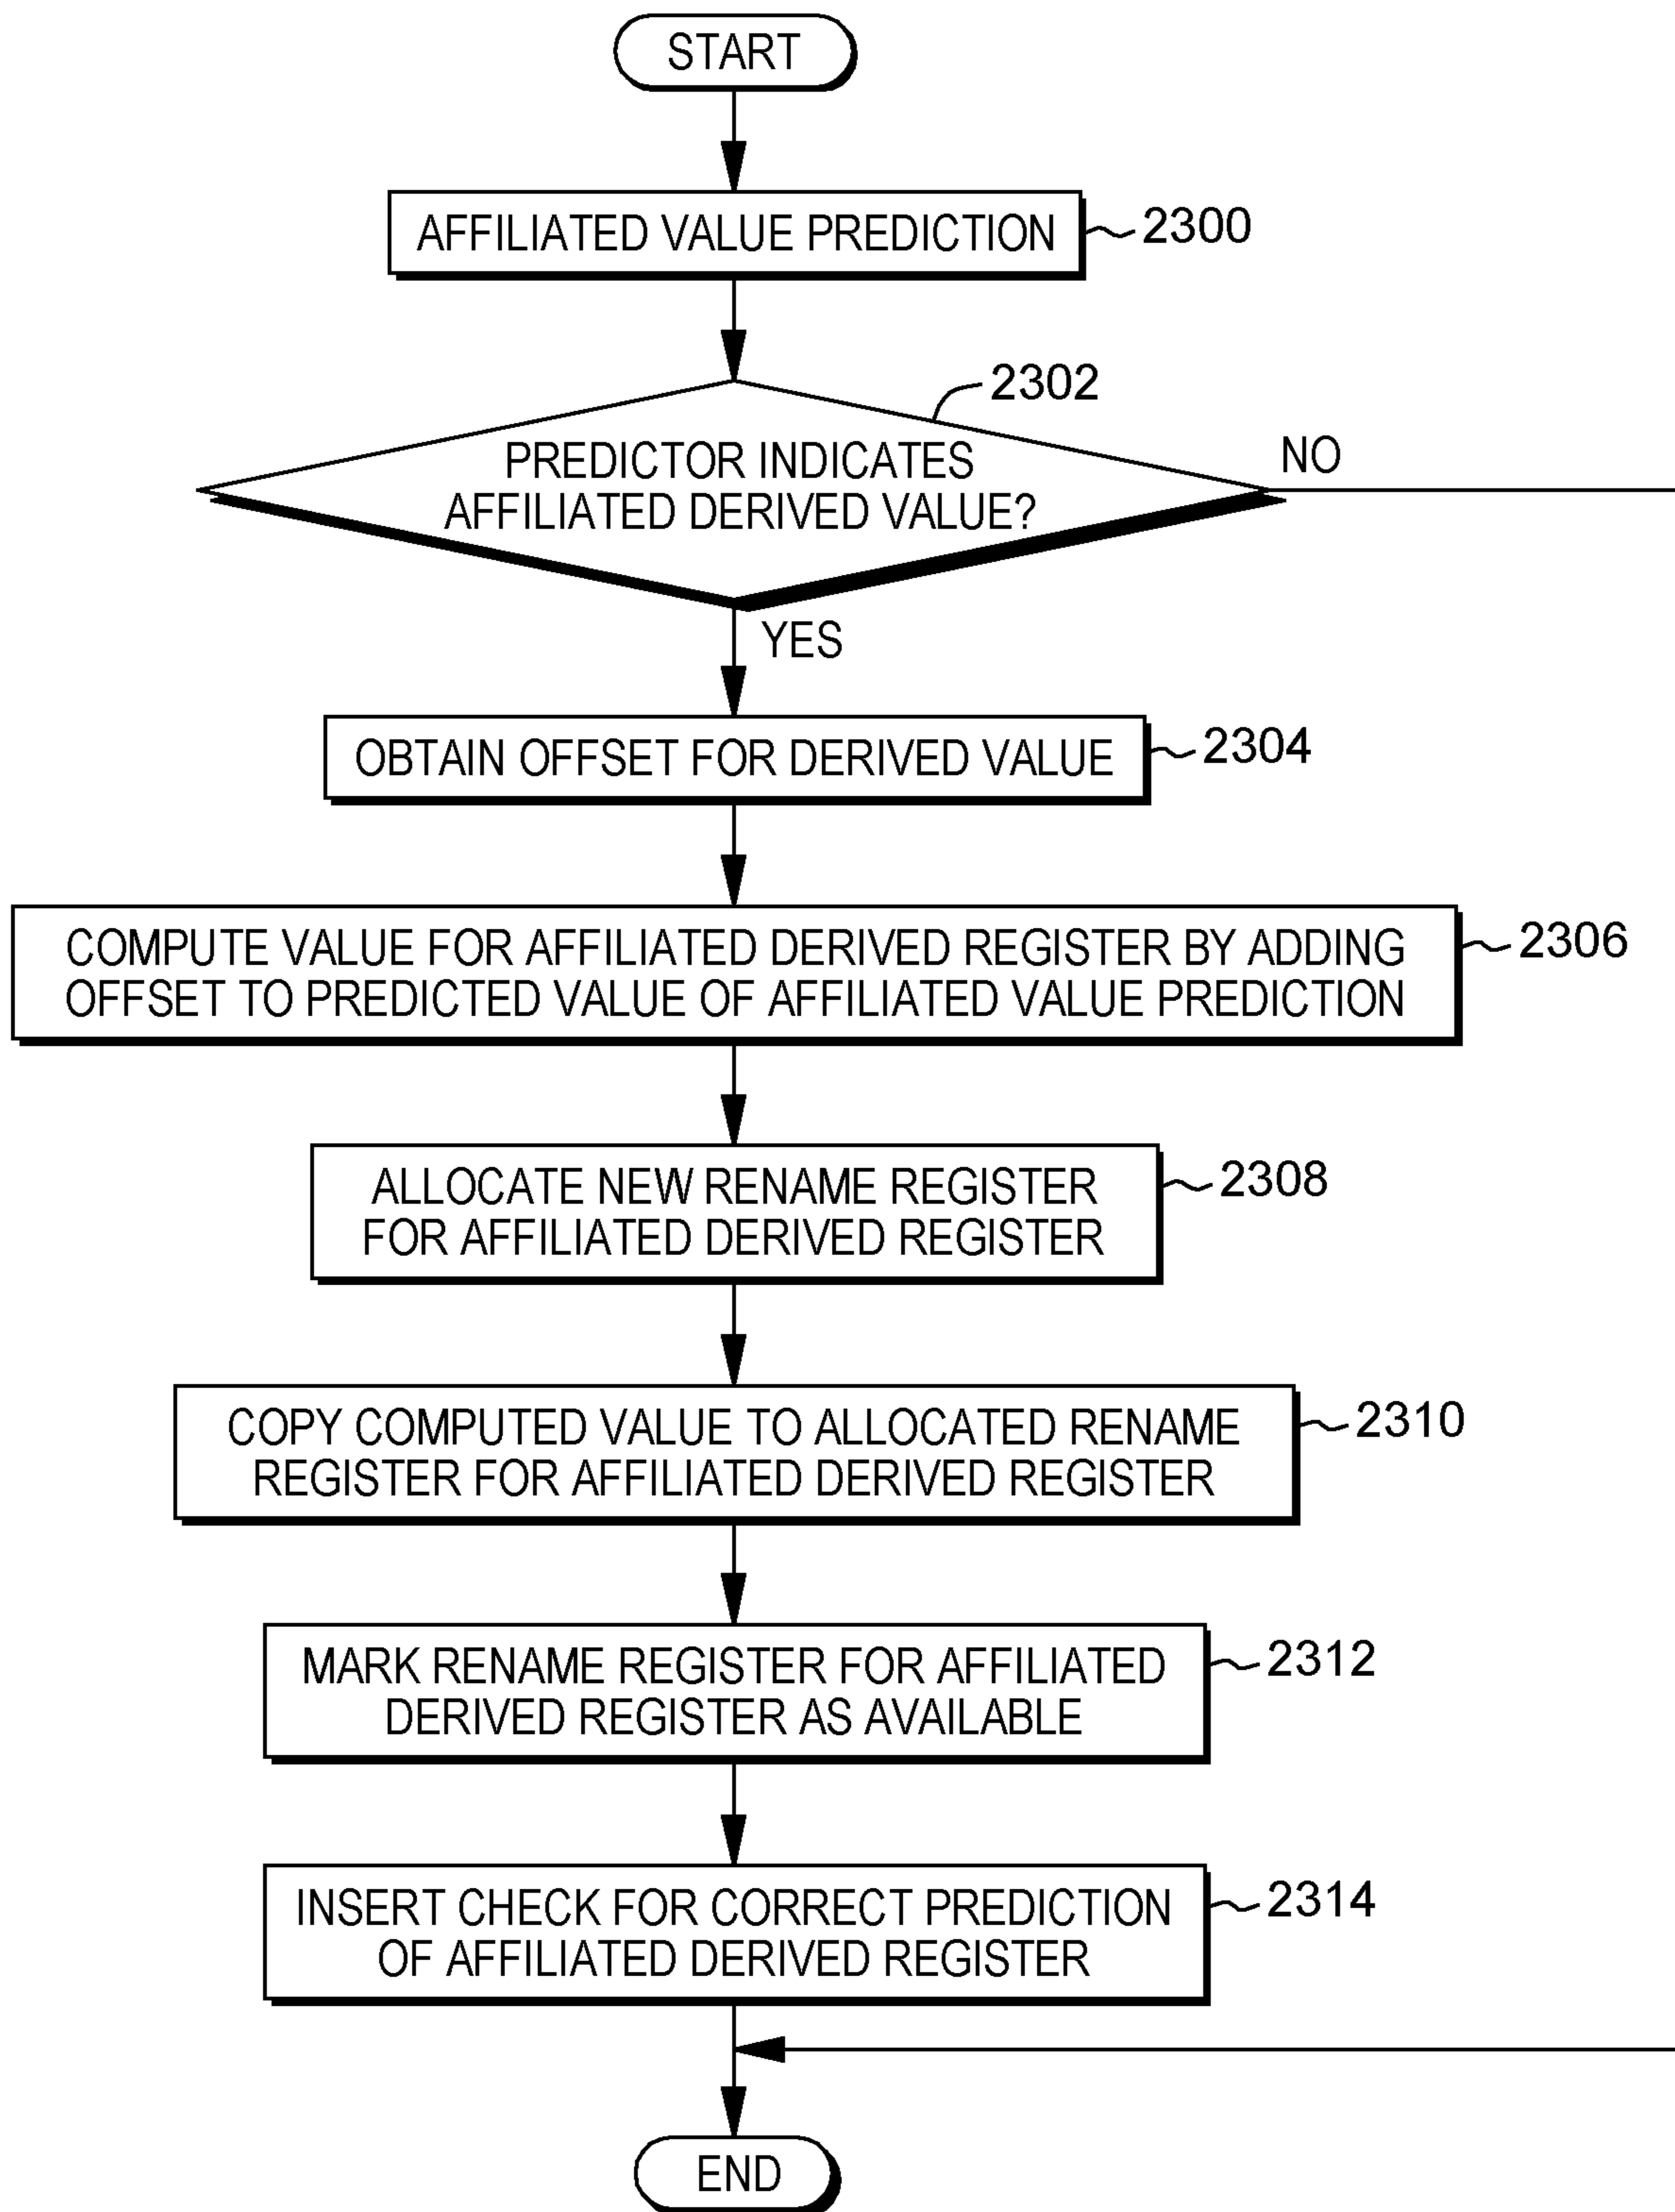 START
AFFILIATED VALUE PREDICTION
2300
2302
PREDICTOR INDICATES
AFFILIATED DERIVED VALUE?
NO
YES
OBTAIN OFFSET FOR DERIVED VALUE
2304
COMPUTE VALUE FOR AFFILIATED DERIVED REGISTER BY ADDING
OFFSET TO PREDICTED VALUE OF AFFILIATED VALUE PREDICTION
2306
ALLOCATE NEW RENAME REGISTER
FOR AFFILIATED DERIVED REGISTER
2308
COPY COMPUTED VALUE TO ALLOCATED RENAME
REGISTER FOR AFFILIATED DERIVED REGISTER
2310
MARK RENAME REGISTER FOR AFFILIATED
DERIVED REGISTER AS AVAILABLE
2312
INSERT CHECK FOR CORRECT PREDICTION
OF AFFILIATED DERIVED REGISTER
2314
END